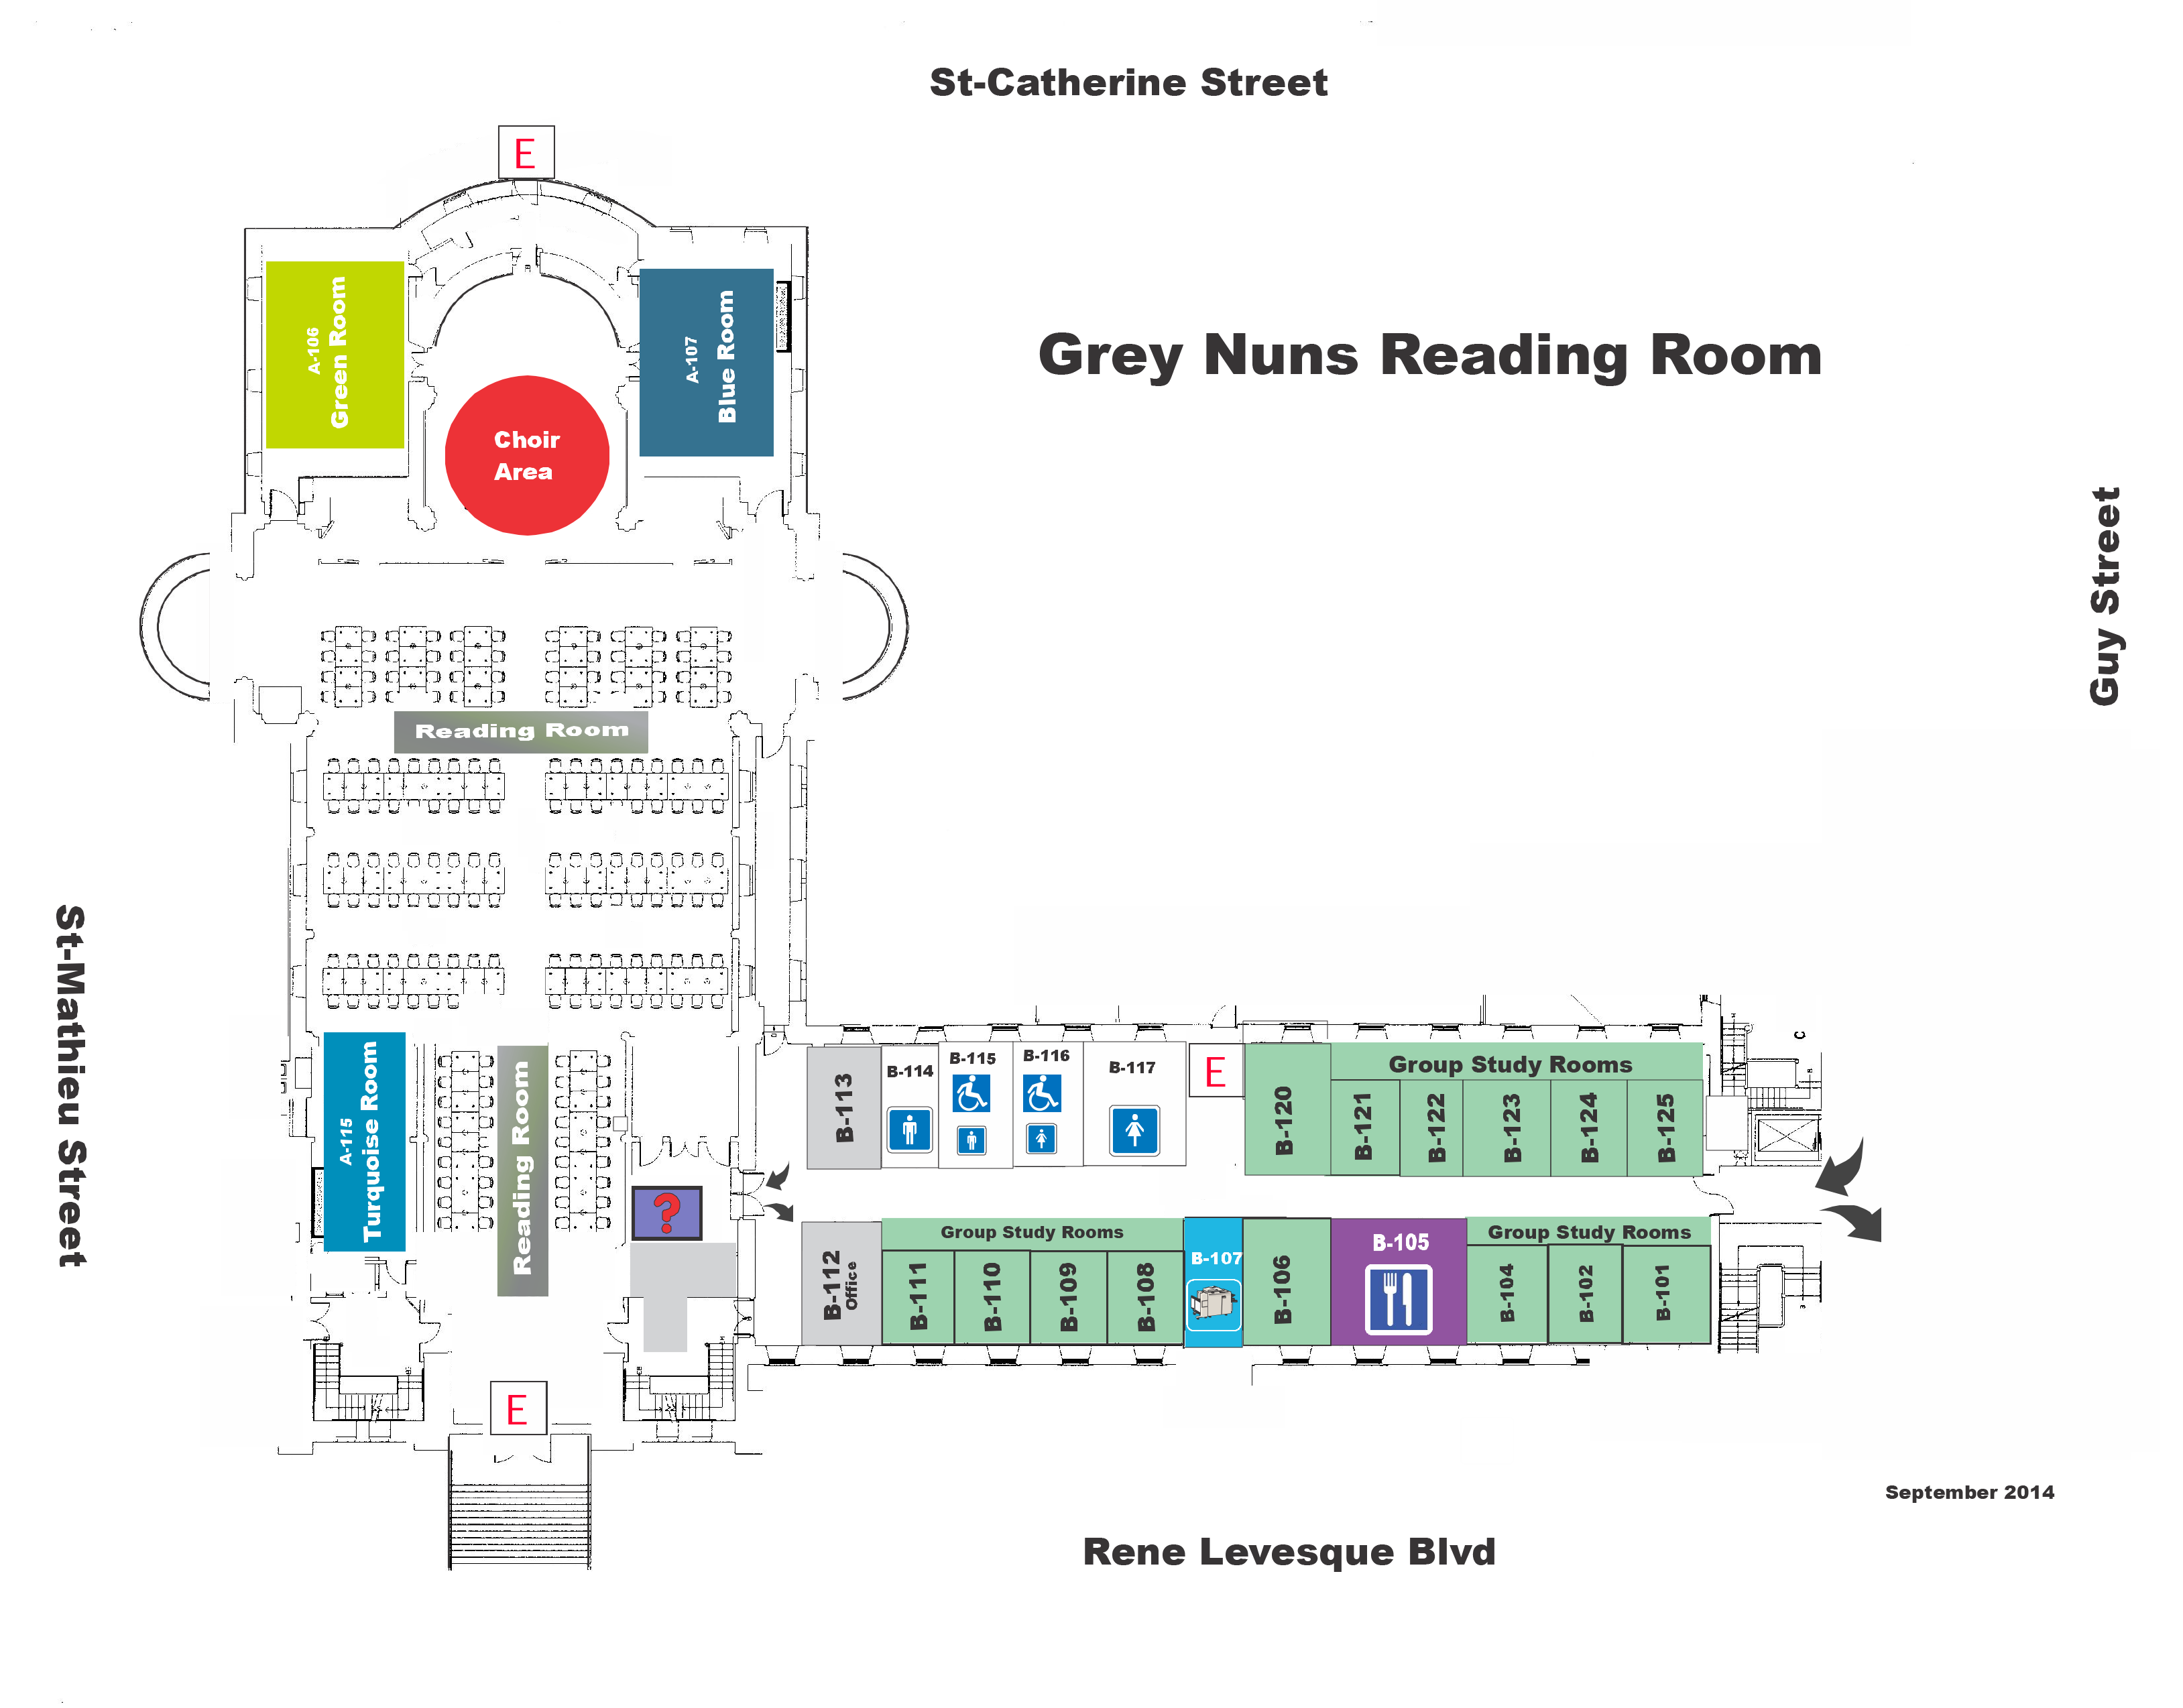 St-Catherine Street
E
A-106
Green Room
A-107
Blue Room
Grey Nuns Reading Room
Choir
Area
Guy Street
Reading Room
St-Mathieu Street
A-115
Turquoise Room
Reading Room
?
B-113
B-114
B-115
B-116
B-117
E
B-120
Group Study Rooms
B-121
B-122
B-123
B-124
B-125
C
B-112
Office
Group Study Rooms
B-111
B-110
B-109
B-108
B-107
B-106
B-105
Group Study Rooms
B-104
B-102
B-101
E
September 2014
Rene Levesque Blvd